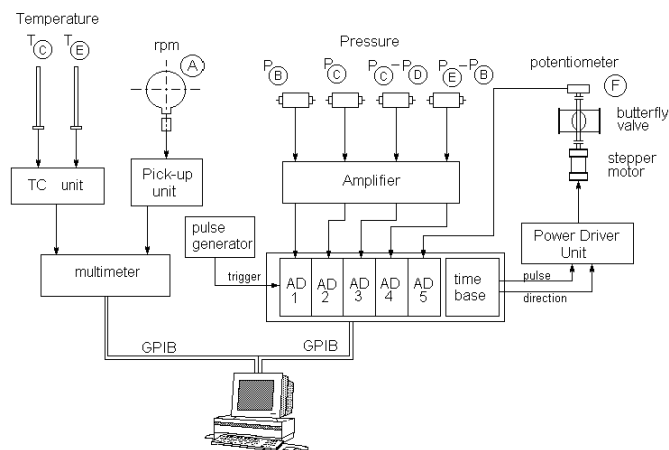 Temperature
T C
T E
rpm
A
Pressure
P B
P C
P C - P D
P E - P B
potentiometer
F
butterfly
valve
stepper
motor
TC unit
Pick-up
unit
Amplifier
pulse
generator
Power Driver
Unit
multimeter
trigger
AD
1
AD
2
AD
3
AD
4
AD
5
time
base
pulse
direction
GPIB
GPIB